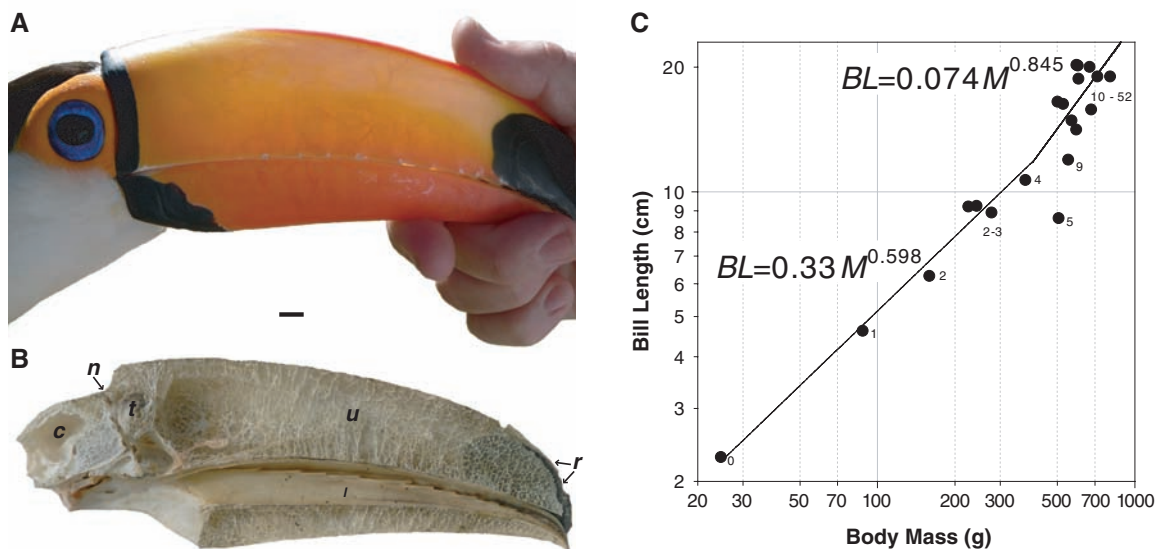 A
B
n
t
c
u
l
r
C
BL=0.074M^0.845
BL=0.33M^0.598
Bill Length (cm)
20
10
9
8
7
6
5
4
3
2
10 - 52
9
4
5
2-3
2
1
0
20 30 50 70 100 200 300 500 700 1000
Body Mass (g)